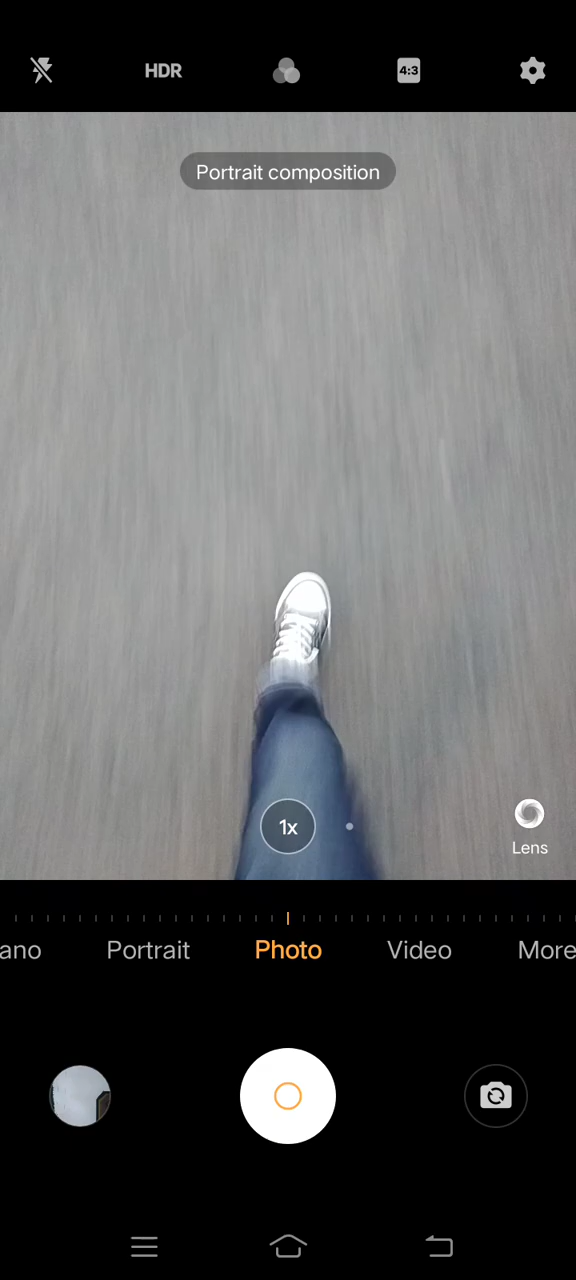 HDR
4:3
Portrait composition
1x
Lens
ano Portrait Photo Video More